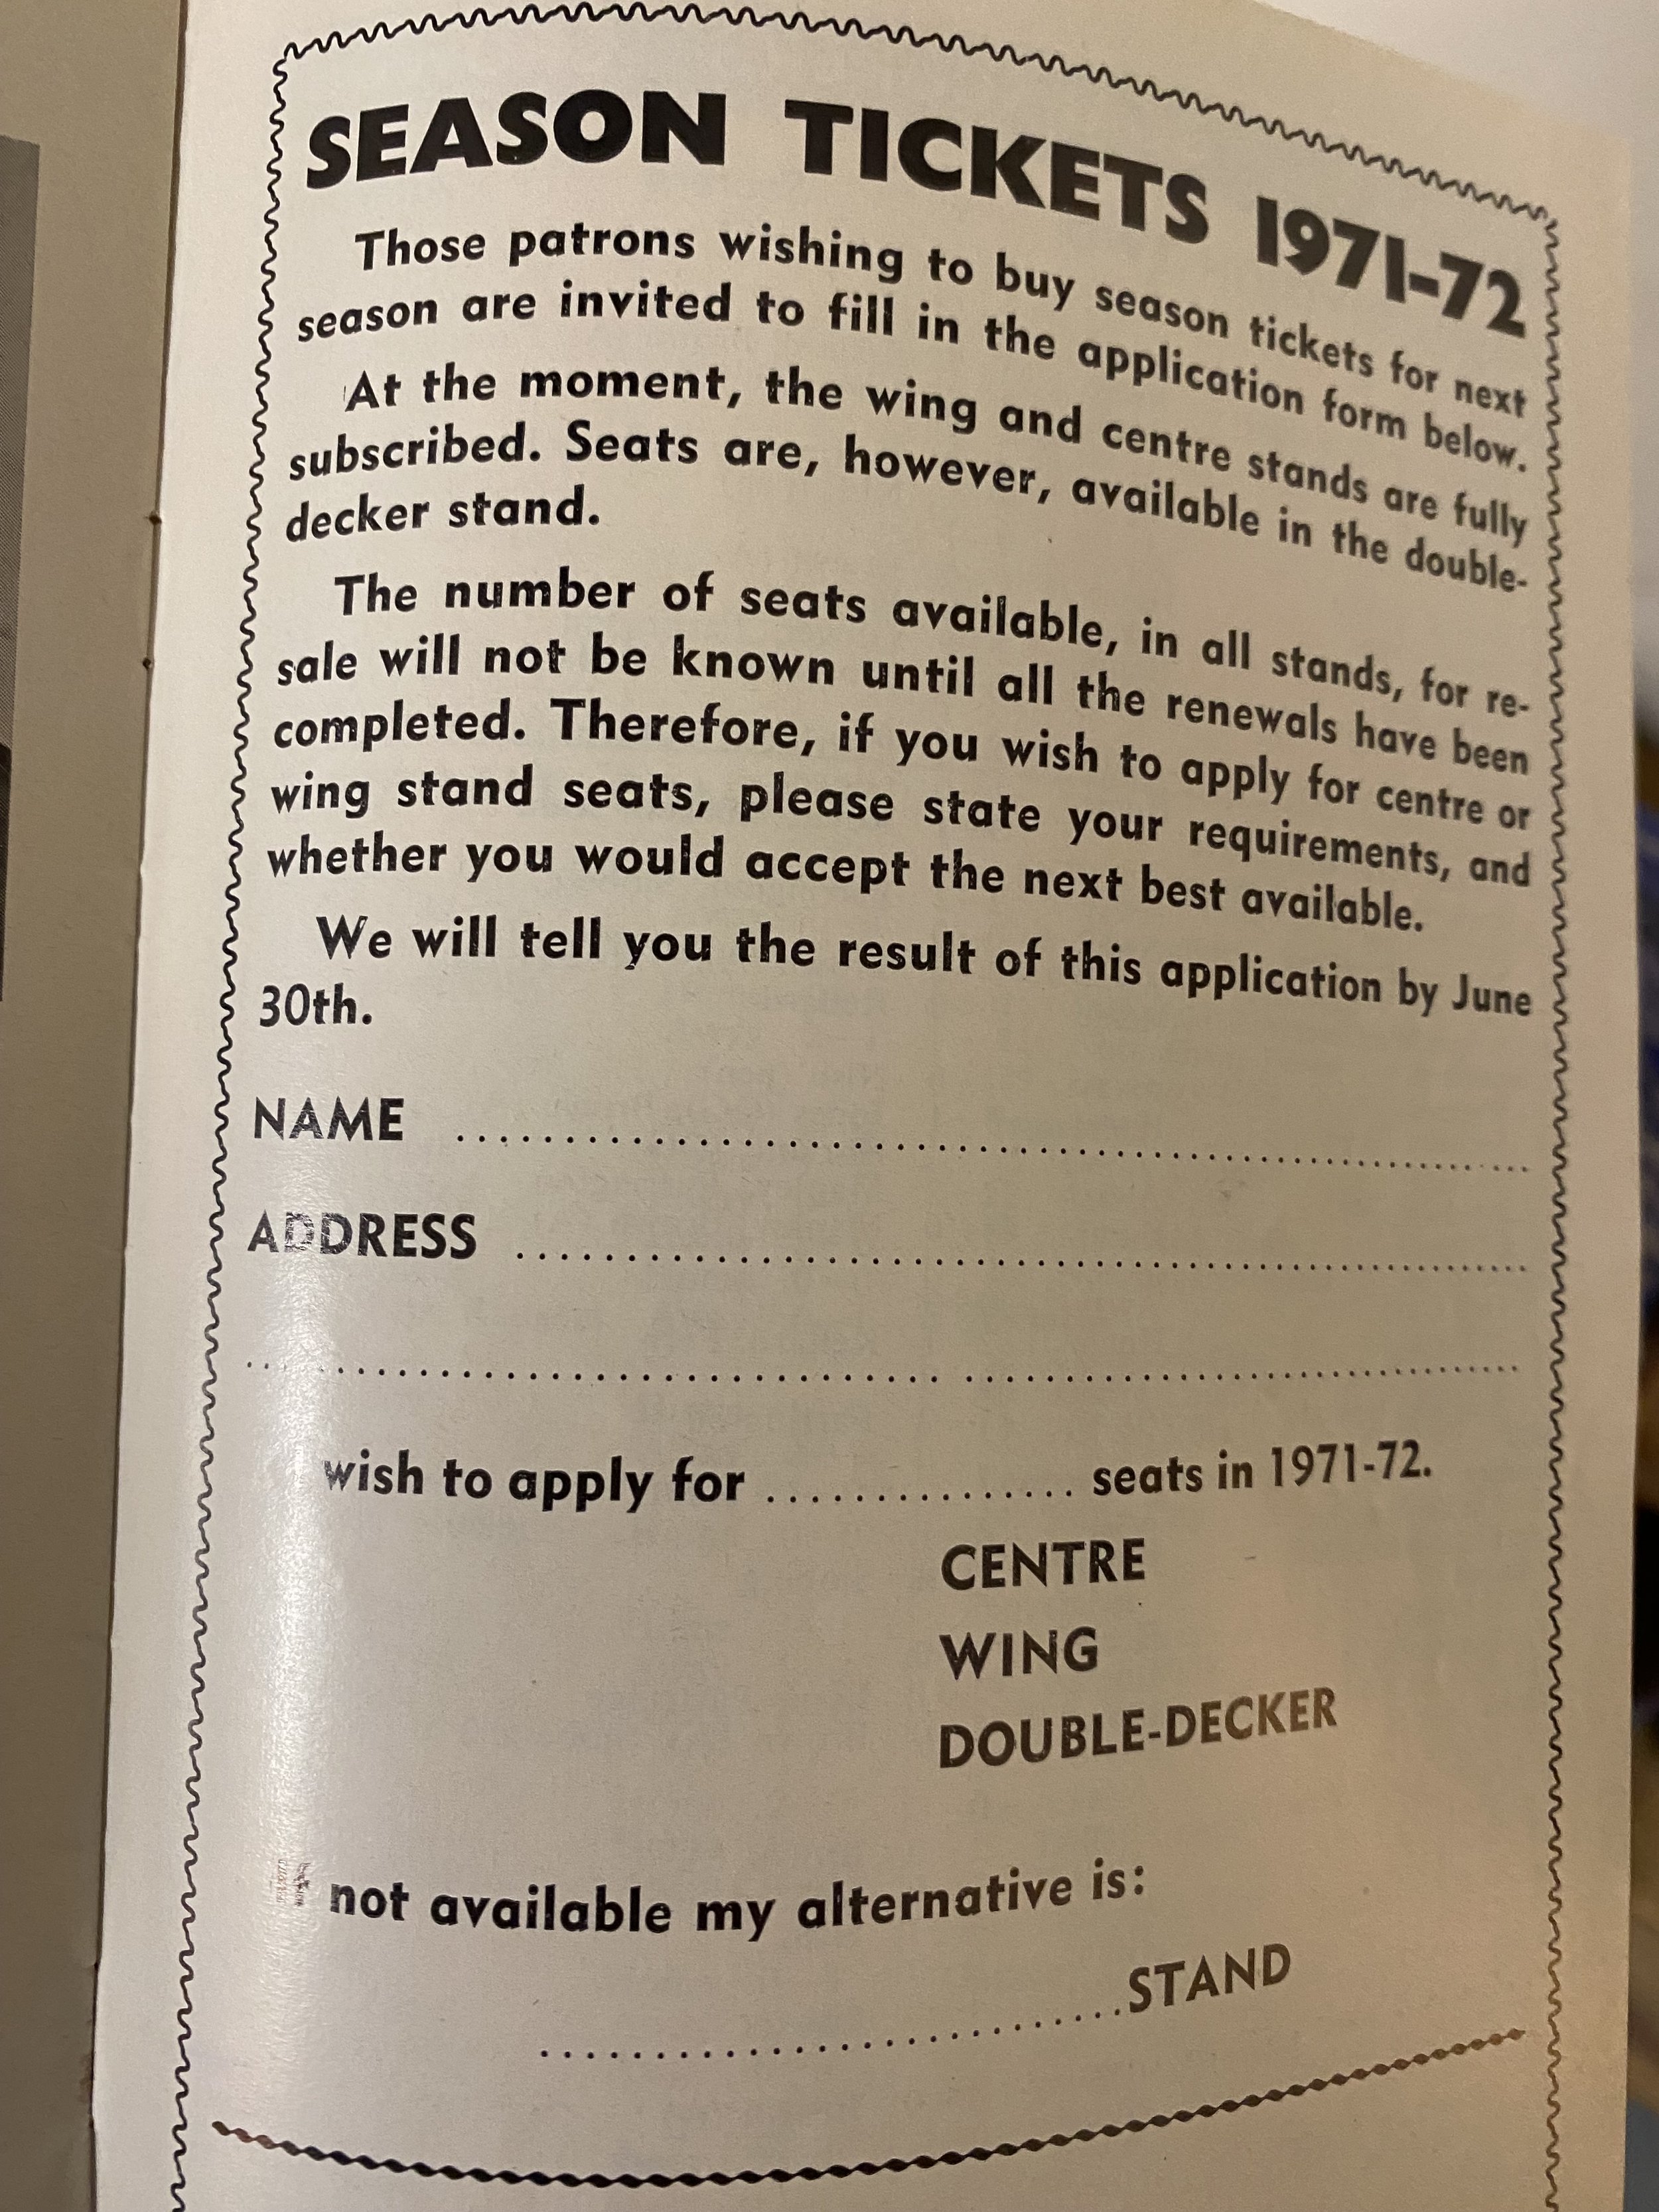 SEASON TICKETS 1971-72
Those patrons wishing to buy season tickets for next
season are invited to fill in the application form below.
At the moment, the wing and centre stands are fully
subscribed. Seats are, however, available in the double-
decker stand.
The number of seats available, in all stands, for re-
sale will not be known until all the renewals have been
completed. Therefore, if you wish to apply for centre or
wing stand seats, please state your requirements, and
whether you would accept the next best available.
We will tell you the result of this application by June
30th.
NAME ........................................................
ADDRESS ........................................................
................................................................
wish to apply for ................ seats in 1971-72.
CENTRE
WING
DOUBLE-DECKER
not available my alternative is:
..........................STAND